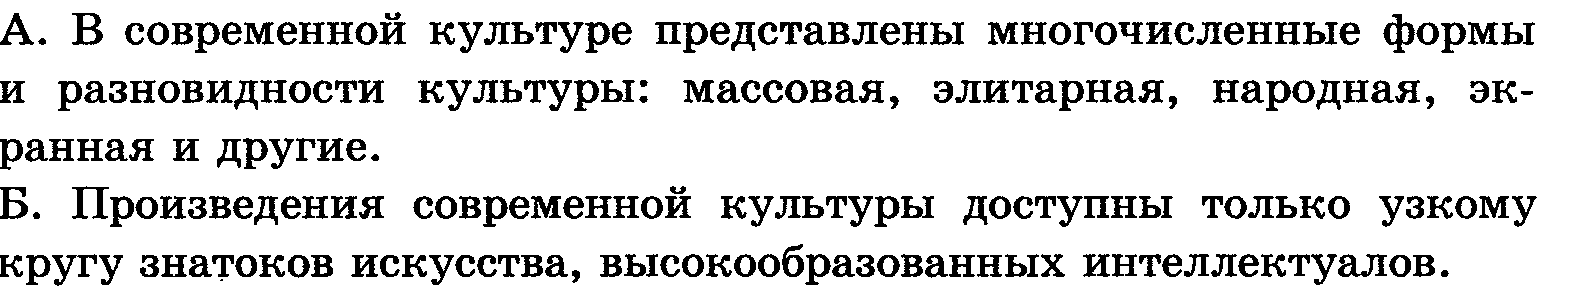 А. В современной культуре представлены многочисленные формы
и разновидности культуры: массовая, элитарная, народная, эк-
ранная и другие.
Б. Произведения современной культуры доступны только узкому
кругу знатоков искусства, высокообразованных интеллектуалов.